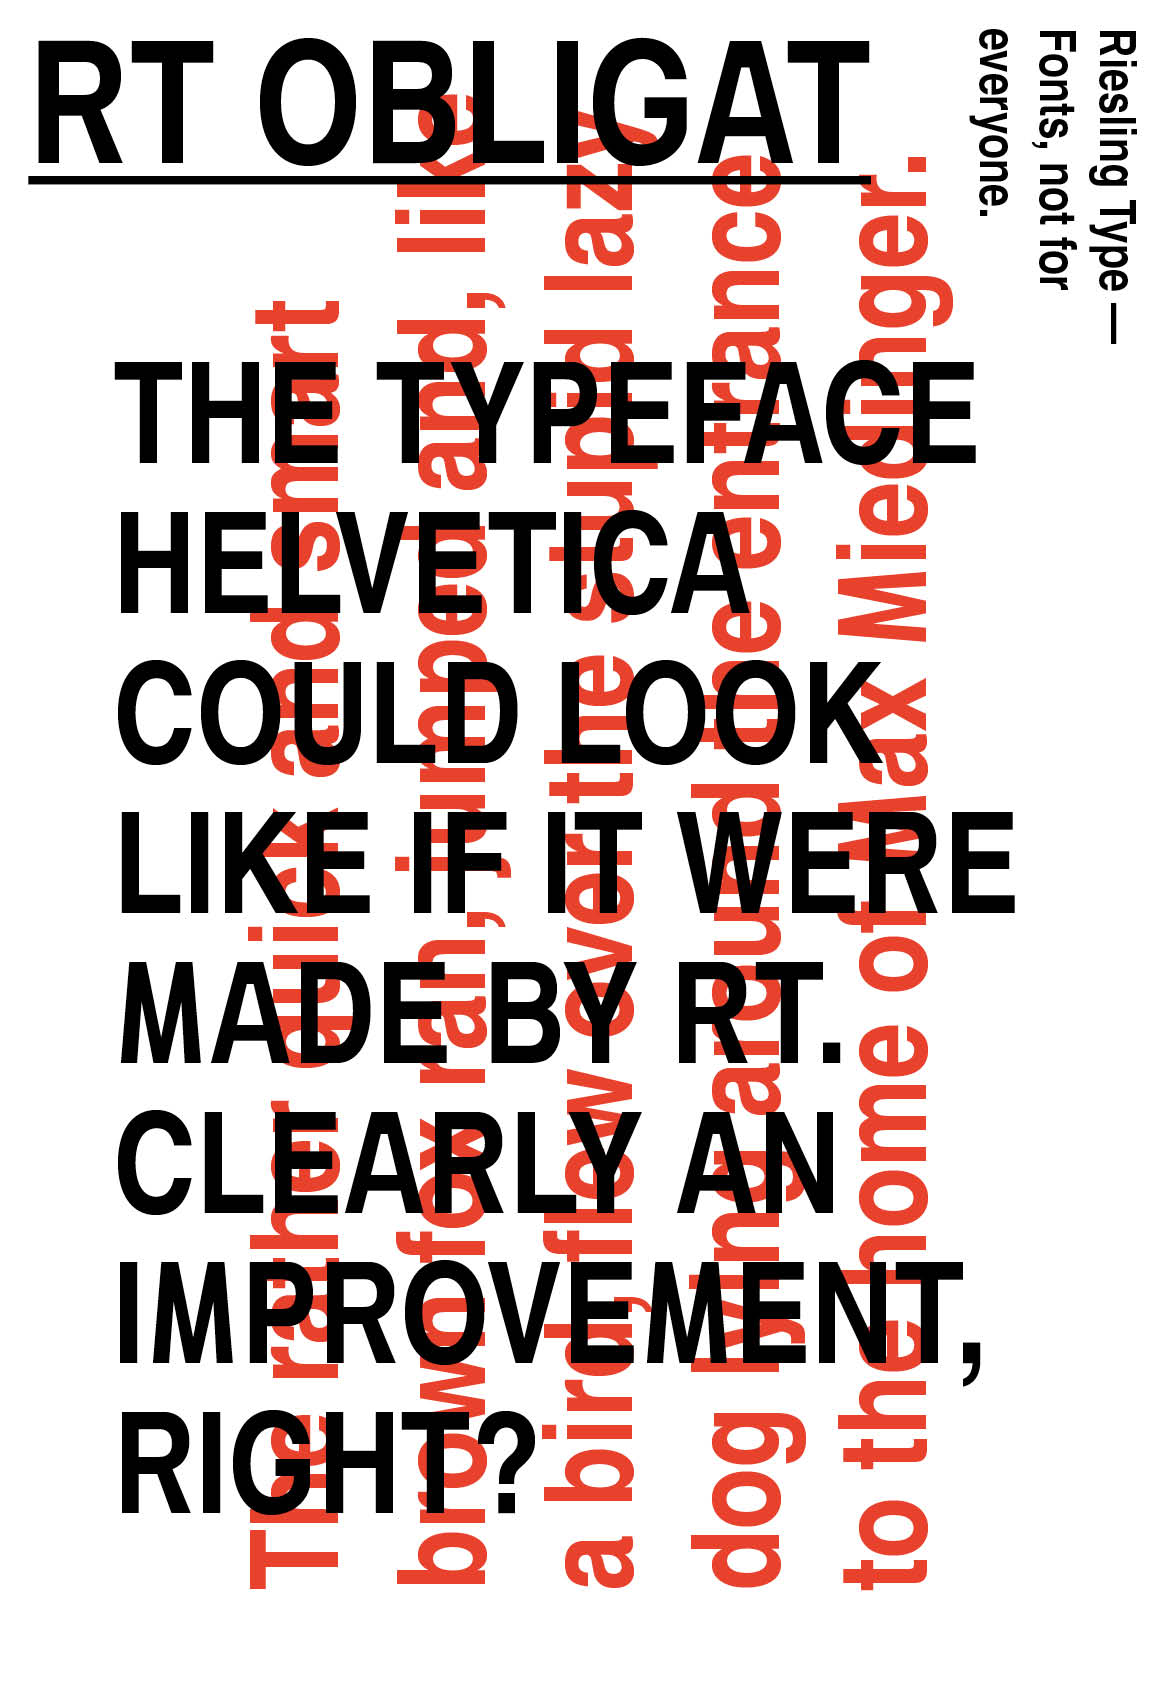 RT OBLIGAT
Riesling Type —
Fonts, not for
everyone.
THE TYPEFACE
HELVETICA
COULD LOOK
LIKE IF IT WERE
MADE BY RT.
CLEARLY AN
IMPROVEMENT,
RIGHT?
The rather quick and smart
brown fox ran, jumped and, like
a bird, flow over the stupid lazy
dog lying around the entrance
to the home of Max Miedinger.